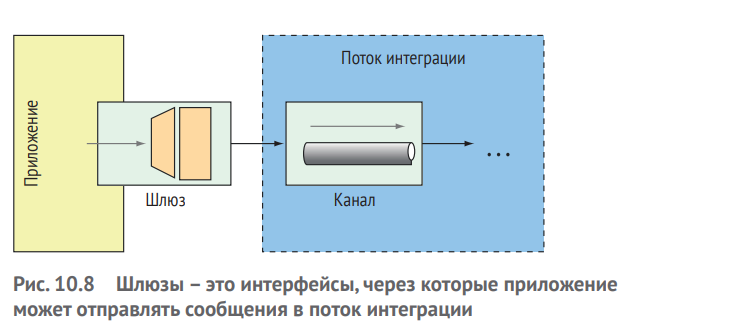 Поток интеграции
Приложение
Шлюз
Канал
...
Рис. 10.8 Шлюзы – это интерфейсы, через которые приложение
может отправлять сообщения в поток интеграции